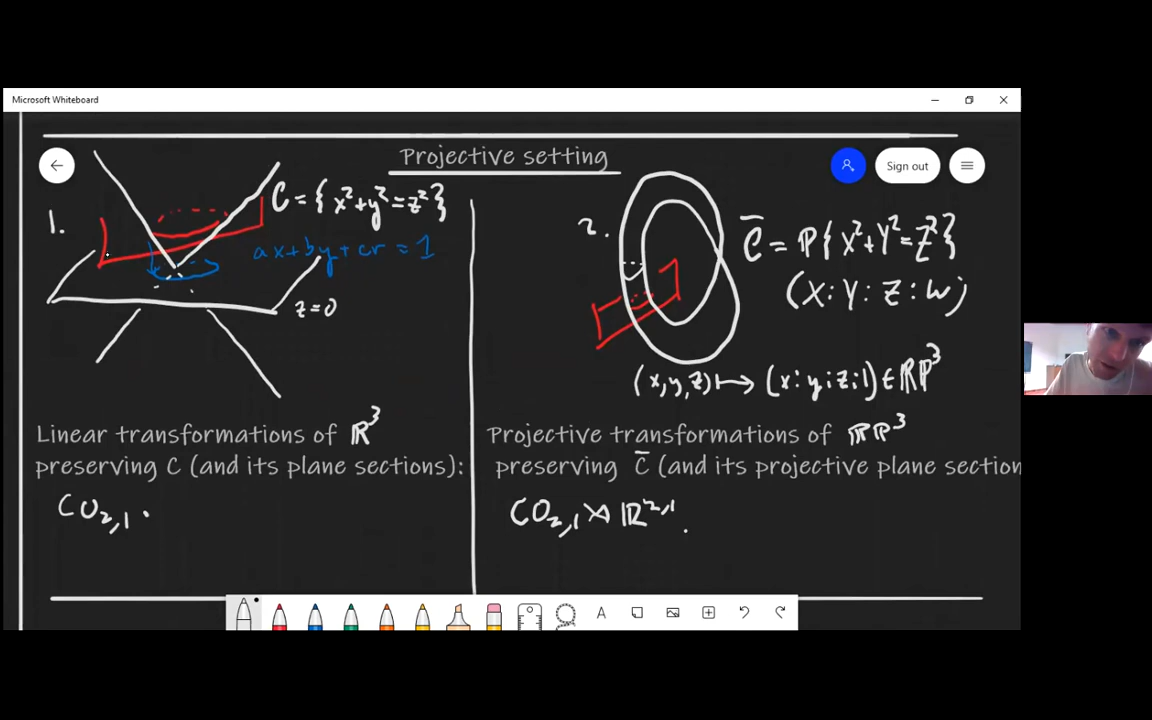 Microsoft Whiteboard
Projective setting
Sign out
1.
C = { x² + y² = z² }
ax + by + cr = 1
z = 0
2.
C̅ = ℙ{ X² + Y² = Z² }
(X : Y : Z : W)
(x, y, z) ↦ (x : y : z : 1) ∈ ℝℙ³
Linear transformations of ℝ³
preserving C (and its plane sections):
CO₂,₁ .
Projective transformations of ℝℙ³
preserving C̅ (and its projective plane section
CO₂,₁ ⋊ ℝ²,¹ .
A